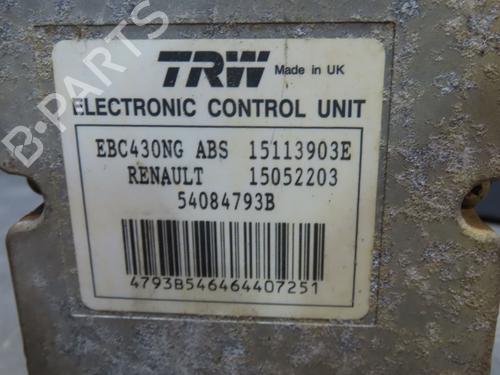 TRW Made in UK
ELECTRONIC CONTROL UNIT
EBC430NG ABS 15113903E
RENAULT 15052203
54084793B
4793B546464407251
B-PARTS